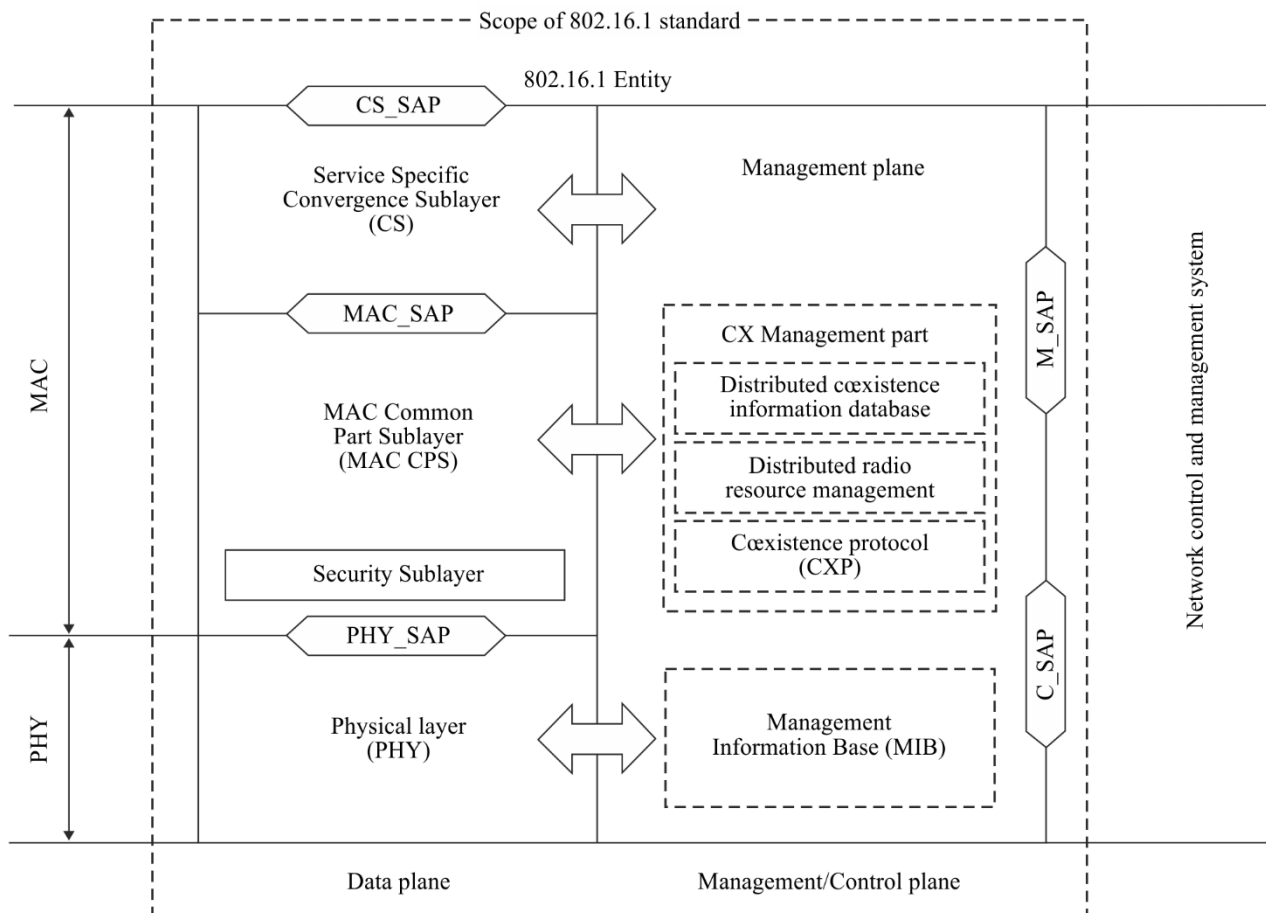 Scope of 802.16.1 standard
802.16.1 Entity
CS_SAP
Service Specific
Convergence Sublayer
(CS)
Management plane
MAC_SAP
CX Management part
Distributed cœxistence
information database
MAC Common
Part Sublayer
(MAC CPS)
Distributed radio
resource management
Cœxistence protocol
(CXP)
Security Sublayer
PHY_SAP
Physical layer
(PHY)
Management
Information Base (MIB)
MAC
PHY
M_SAP
C_SAP
Network control and management system
Data plane
Management/Control plane